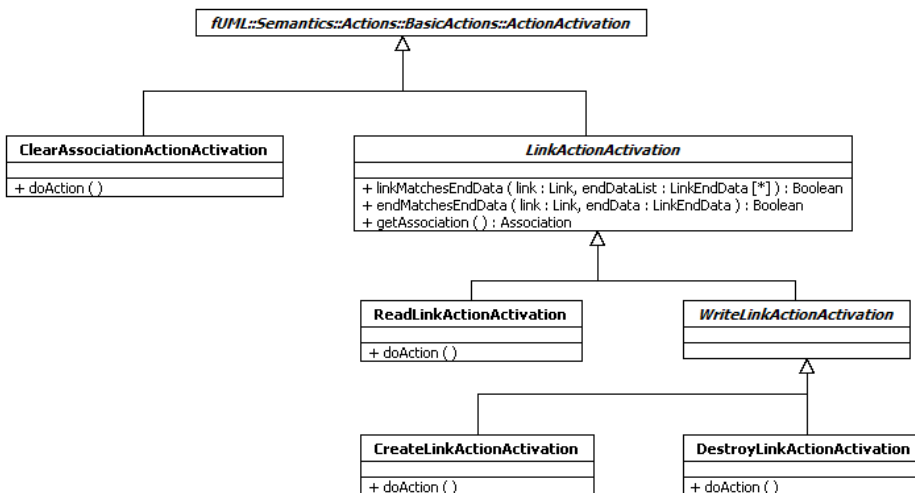 fUML::Semantics::Actions::BasicActions::ActionActivation
ClearAssociationActionActivation
+ doAction ( )
LinkActionActivation
+ linkMatchesEndData ( link : Link, endDataList : LinkEndData [*] ) : Boolean
+ endMatchesEndData ( link : Link, endData : LinkEndData ) : Boolean
+ getAssociation ( ) : Association
ReadLinkActionActivation
+ doAction ( )
WriteLinkActionActivation
CreateLinkActionActivation
+ doAction ( )
DestroyLinkActionActivation
+ doAction ( )